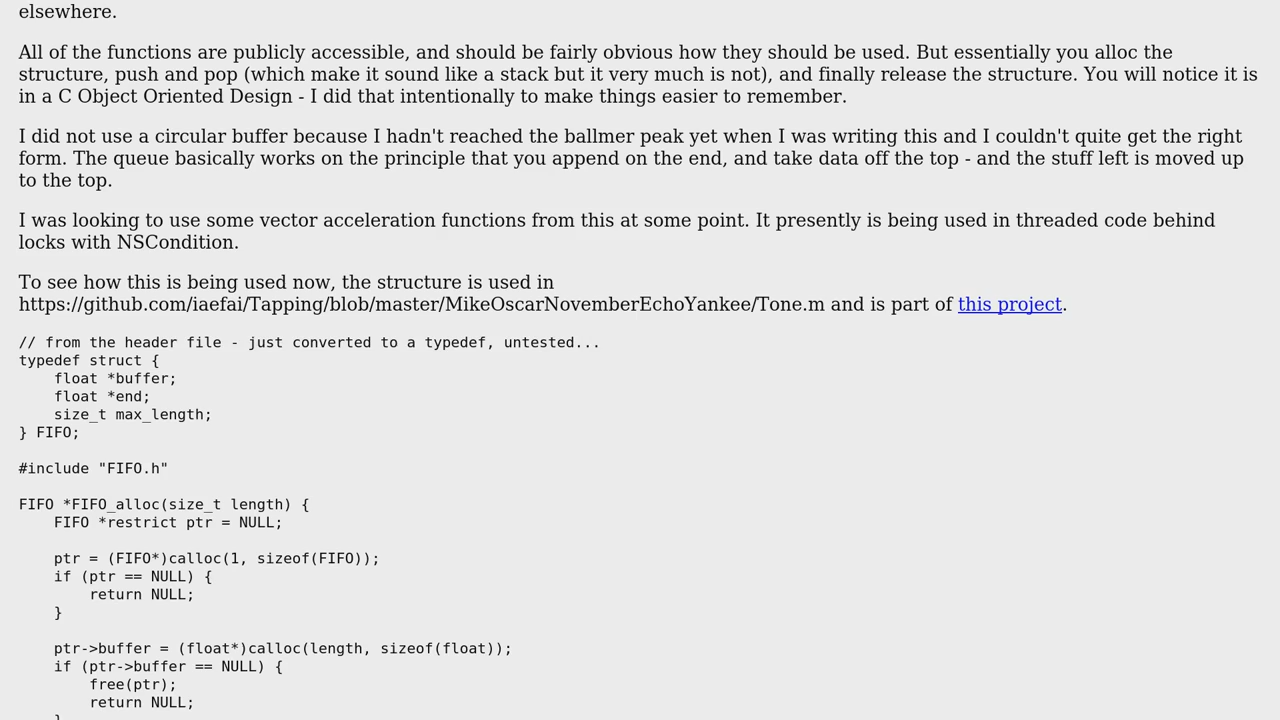 elsewhere.
All of the functions are publicly accessible, and should be fairly obvious how they should be used. But essentially you alloc the
structure, push and pop (which make it sound like a stack but it very much is not), and finally release the structure. You will notice it is
in a C Object Oriented Design - I did that intentionally to make things easier to remember.
I did not use a circular buffer because I hadn't reached the ballmer peak yet when I was writing this and I couldn't quite get the right
form. The queue basically works on the principle that you append on the end, and take data off the top - and the stuff left is moved up
to the top.
I was looking to use some vector acceleration functions from this at some point. It presently is being used in threaded code behind
locks with NSCondition.
To see how this is being used now, the structure is used in
https://github.com/iaefai/Tapping/blob/master/MikeOscarNovemberEchoYankee/Tone.m and is part of this project.
// from the header file - just converted to a typedef, untested...
typedef struct {
    float *buffer;
    float *end;
    size_t max_length;
} FIFO;
#include "FIFO.h"
FIFO *FIFO_alloc(size_t length) {
    FIFO *restrict ptr = NULL;
    ptr = (FIFO*)calloc(1, sizeof(FIFO));
    if (ptr == NULL) {
        return NULL;
    }
    ptr->buffer = (float*)calloc(length, sizeof(float));
    if (ptr->buffer == NULL) {
        free(ptr);
        return NULL;
    }